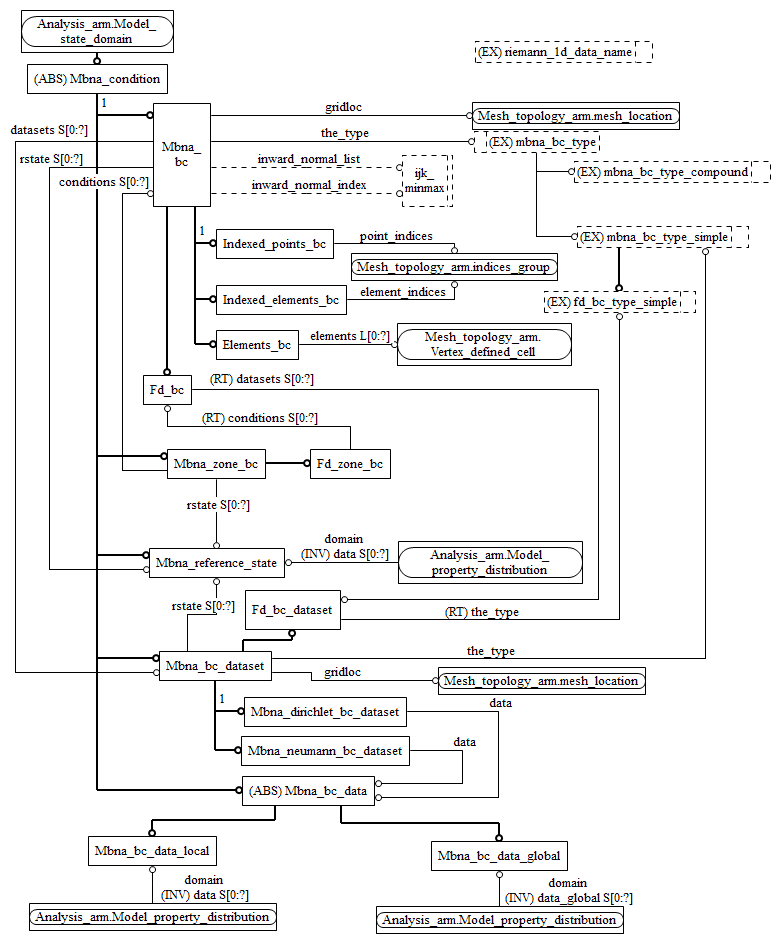 Analysis_arm.Model_
state_domain
(EX) riemann_1d_data_name
(ABS) Mbna_condition
1
gridloc
Mesh_topology_arm.mesh_location
datasets S[0:?]
the_type
(EX) mbna_bc_type
Mbna_
bc
rstate S[0:?]
inward_normal_list
ijk_
minmax
(EX) mbna_bc_type_compound
conditions S[0:?]
inward_normal_index
1
Indexed_points_bc
point_indices
(EX) mbna_bc_type_simple
Mesh_topology_arm.indices_group
Indexed_elements_bc
element_indices
(EX) fd_bc_type_simple
Elements_bc
elements L[0:?]
Mesh_topology_arm.
Vertex_defined_cell
Fd_bc
(RT) datasets S[0:?]
(RT) conditions S[0:?]
Mbna_zone_bc
Fd_zone_bc
rstate S[0:?]
domain
(INV) data S[0:?]
Mbna_reference_state
Analysis_arm.Model_
property_distribution
rstate S[0:?]
Fd_bc_dataset
(RT) the_type
the_type
Mbna_bc_dataset
gridloc
Mesh_topology_arm.mesh_location
1
Mbna_dirichlet_bc_dataset
data
Mbna_neumann_bc_dataset
data
(ABS) Mbna_bc_data
Mbna_bc_data_local
Mbna_bc_data_global
domain
(INV) data S[0:?]
domain
(INV) data_global S[0:?]
Analysis_arm.Model_property_distribution
Analysis_arm.Model_property_distribution